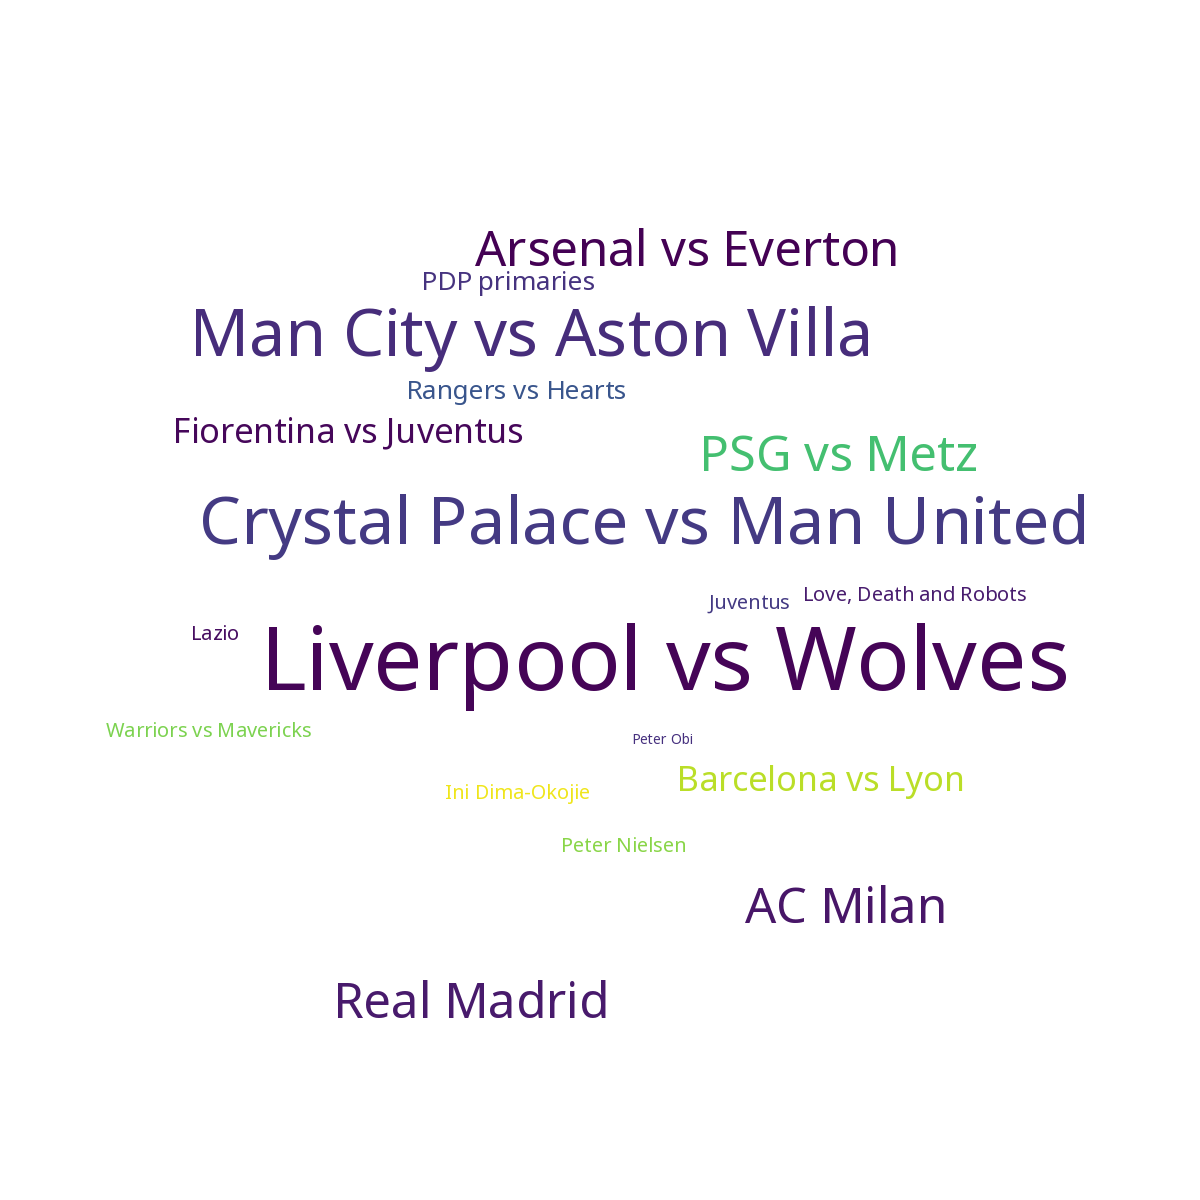 Arsenal vs Everton
PDP primaries
Man City vs Aston Villa
Rangers vs Hearts
Fiorentina vs Juventus
PSG vs Metz
Crystal Palace vs Man United
Love, Death and Robots
Juventus
Lazio
Liverpool vs Wolves
Warriors vs Mavericks
Peter Obi
Barcelona vs Lyon
Ini Dima-Okojie
Peter Nielsen
AC Milan
Real Madrid